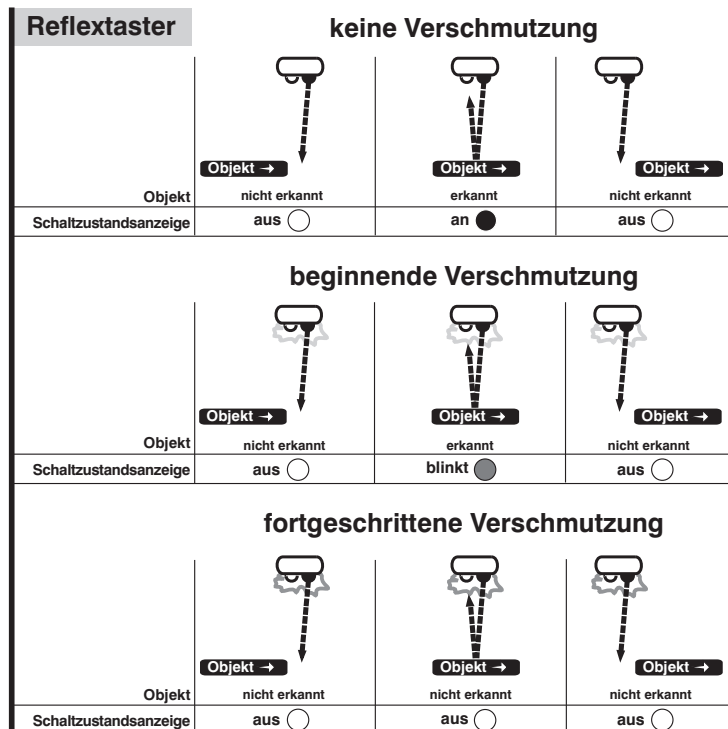 Reflextaster
keine Verschmutzung
Objekt → Objekt → Objekt →
Objekt nicht erkannt erkannt nicht erkannt
Schaltzustandsanzeige aus an aus
beginnende Verschmutzung
Objekt → Objekt → Objekt →
Objekt nicht erkannt erkannt nicht erkannt
Schaltzustandsanzeige aus blinkt aus
fortgeschrittene Verschmutzung
Objekt → Objekt → Objekt →
Objekt nicht erkannt nicht erkannt nicht erkannt
Schaltzustandsanzeige aus aus aus